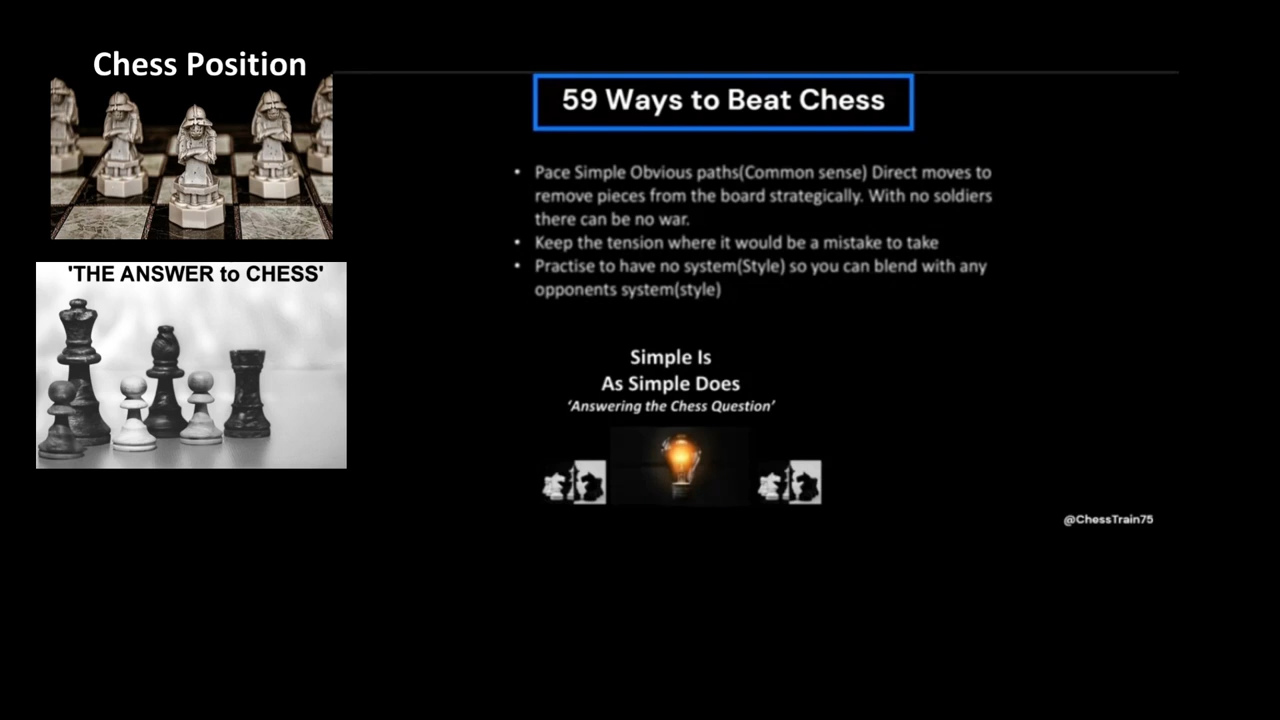 Chess Position
'THE ANSWER to CHESS'
59 Ways to Beat Chess
• Pace Simple Obvious paths(Common sense) Direct moves to
remove pieces from the board strategically. With no soldiers
there can be no war.
• Keep the tension where it would be a mistake to take
• Practise to have no system(Style) so you can blend with any
opponents system(style)
Simple Is
As Simple Does
‘Answering the Chess Question’
@ChessTrain75